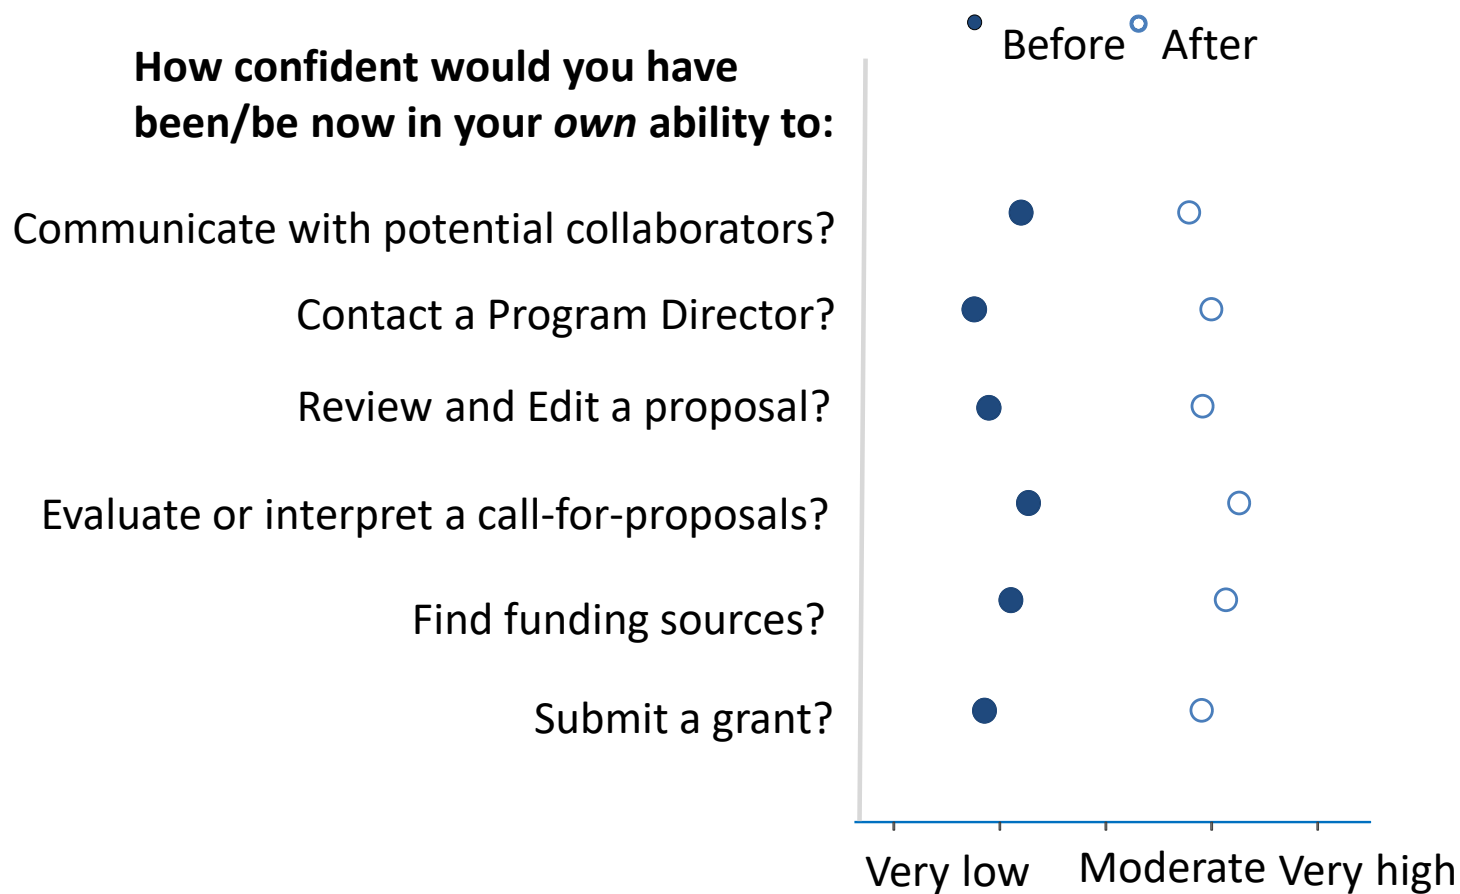 Before After
How confident would you have
been/be now in your own ability to:
Communicate with potential collaborators?
Contact a Program Director?
Review and Edit a proposal?
Evaluate or interpret a call-for-proposals?
Find funding sources?
Submit a grant?
Very low Moderate Very high